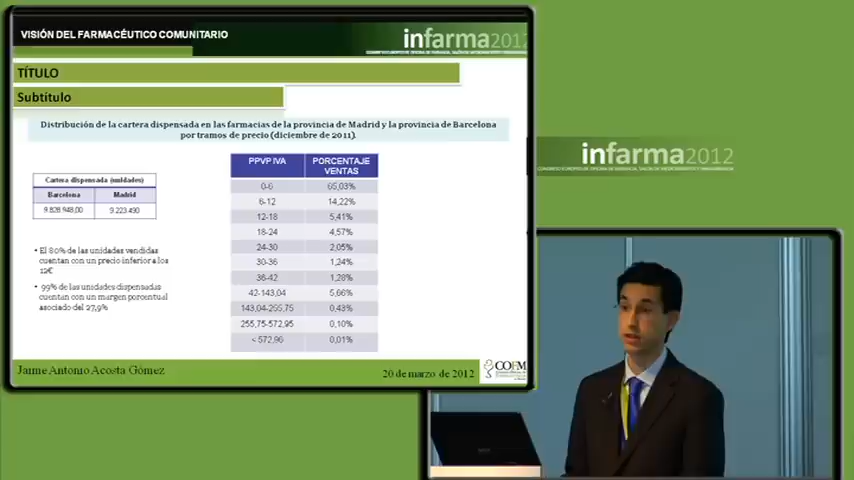 VISIÓN DEL FARMACÉUTICO COMUNITARIO
infarma2012
TÍTULO
Subtítulo
Distribución de la cartera dispensada en las farmacias de la provincia de Madrid y la provincia de Barcelona
por tramos de precio (diciembre de 2011).
Cartera dispensada (unidades)
Barcelona Madrid
9.828.948,00 9.223.490
• El 80% de las unidades vendidas
cuentan con un precio inferior a los
12€
• 99% de las unidades dispensadas
cuentan con un margen porcentual
asociado del 27,9%
PPVP IVA PORCENTAJE
VENTAS
0-6 65,03%
6-12 14,22%
12-18 5,41%
18-24 4,57%
24-30 2,05%
30-36 1,24%
36-42 1,28%
42-143,04 5,66%
143,04-255,75 0,43%
255,75-572,95 0,10%
< 572,96 0,01%
Jaime Antonio Acosta Gómez
20 de marzo de 2012
COFM
infarma2012